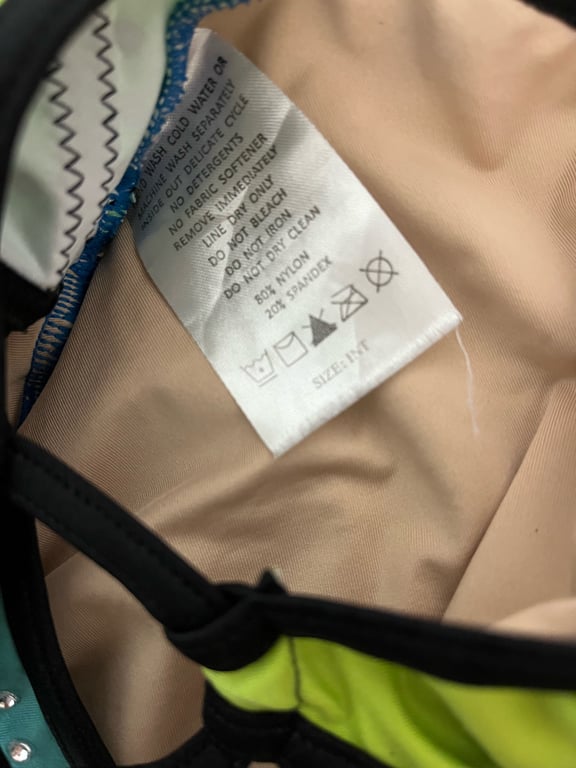 WASH COLD WATER OR
MACHINE WASH SEPARATELY
INSIDE OUT DELICATE CYCLE
NO DETERGENTS
NO FABRIC SOFTENER
REMOVE IMMEDIATELY
LINE DRY ONLY
DO NOT BLEACH
DO NOT IRON
DO NOT DRY CLEAN
80% NYLON
20% SPANDEX
SIZE: INT